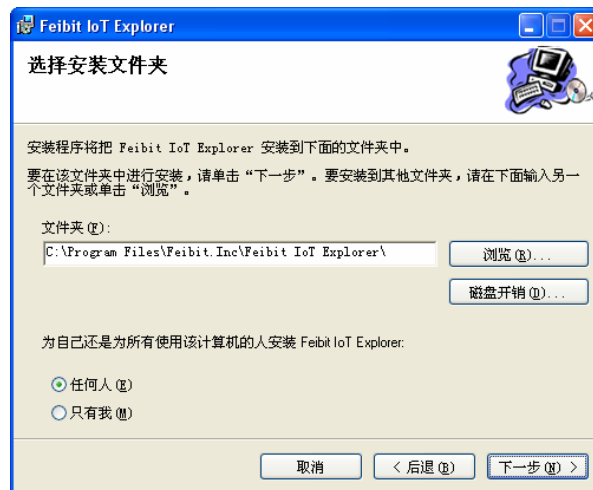 Feibit IoT Explorer
选择安装文件夹
安装程序将把 Feibit IoT Explorer 安装到下面的文件夹中。
要在该文件夹中进行安装，请单击“下一步”。要安装到其他文件夹，请在下面输入另一
个文件夹或单击“浏览”。
文件夹(F):
C:\Program Files\Feibit.Inc\Feibit IoT Explorer\
浏览(R)...
磁盘开销(D)...
为自己还是为所有使用该计算机的人安装 Feibit IoT Explorer:
任何人(E)
只有我(M)
取消
< 后退(B)
下一步(N) >